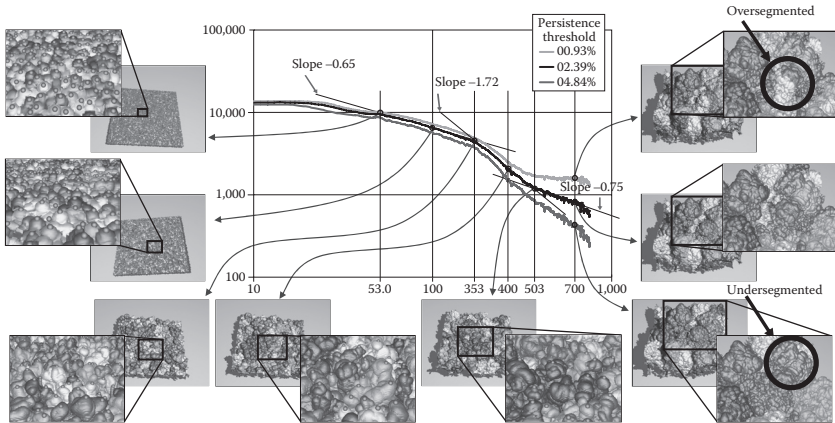 Oversegmented
100,000
Persistence
threshold
00.93%
02.39%
04.84%
Slope –0.65
Slope –1.72
10,000
1,000
Slope –0.75
100
10
53.0
100
353
400
503
700
1,000
Undersegmented